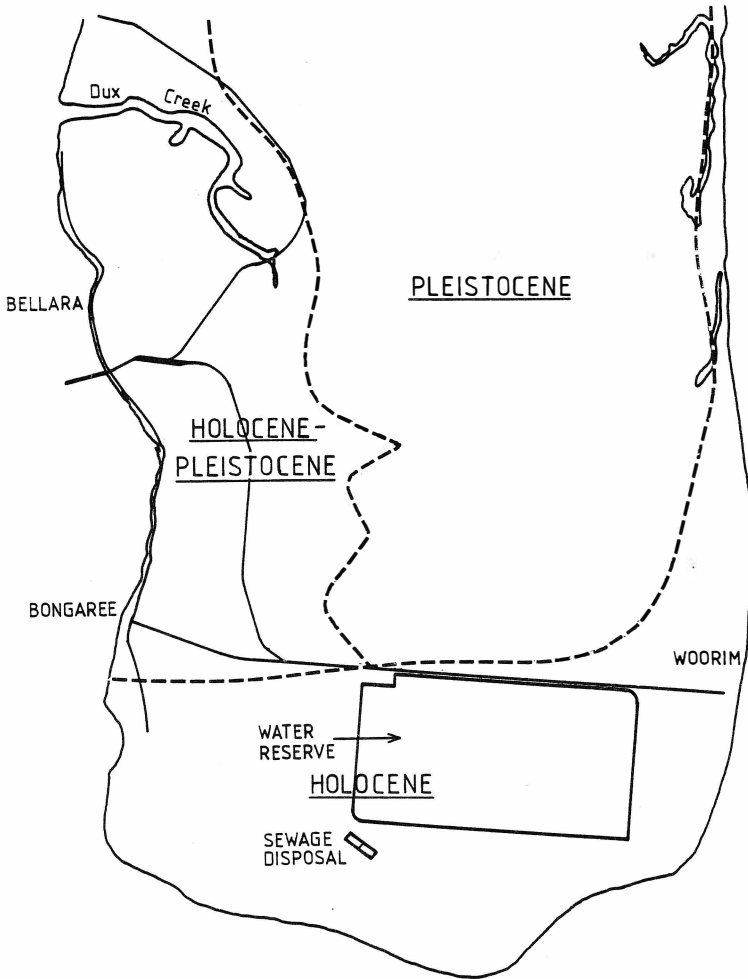 Dux Creek
PLEISTOCENE
BELLARA
HOLOCENE-
PLEISTOCENE
BONGAREE
WOORIM
WATER
RESERVE
HOLOCENE
SEWAGE
DISPOSAL